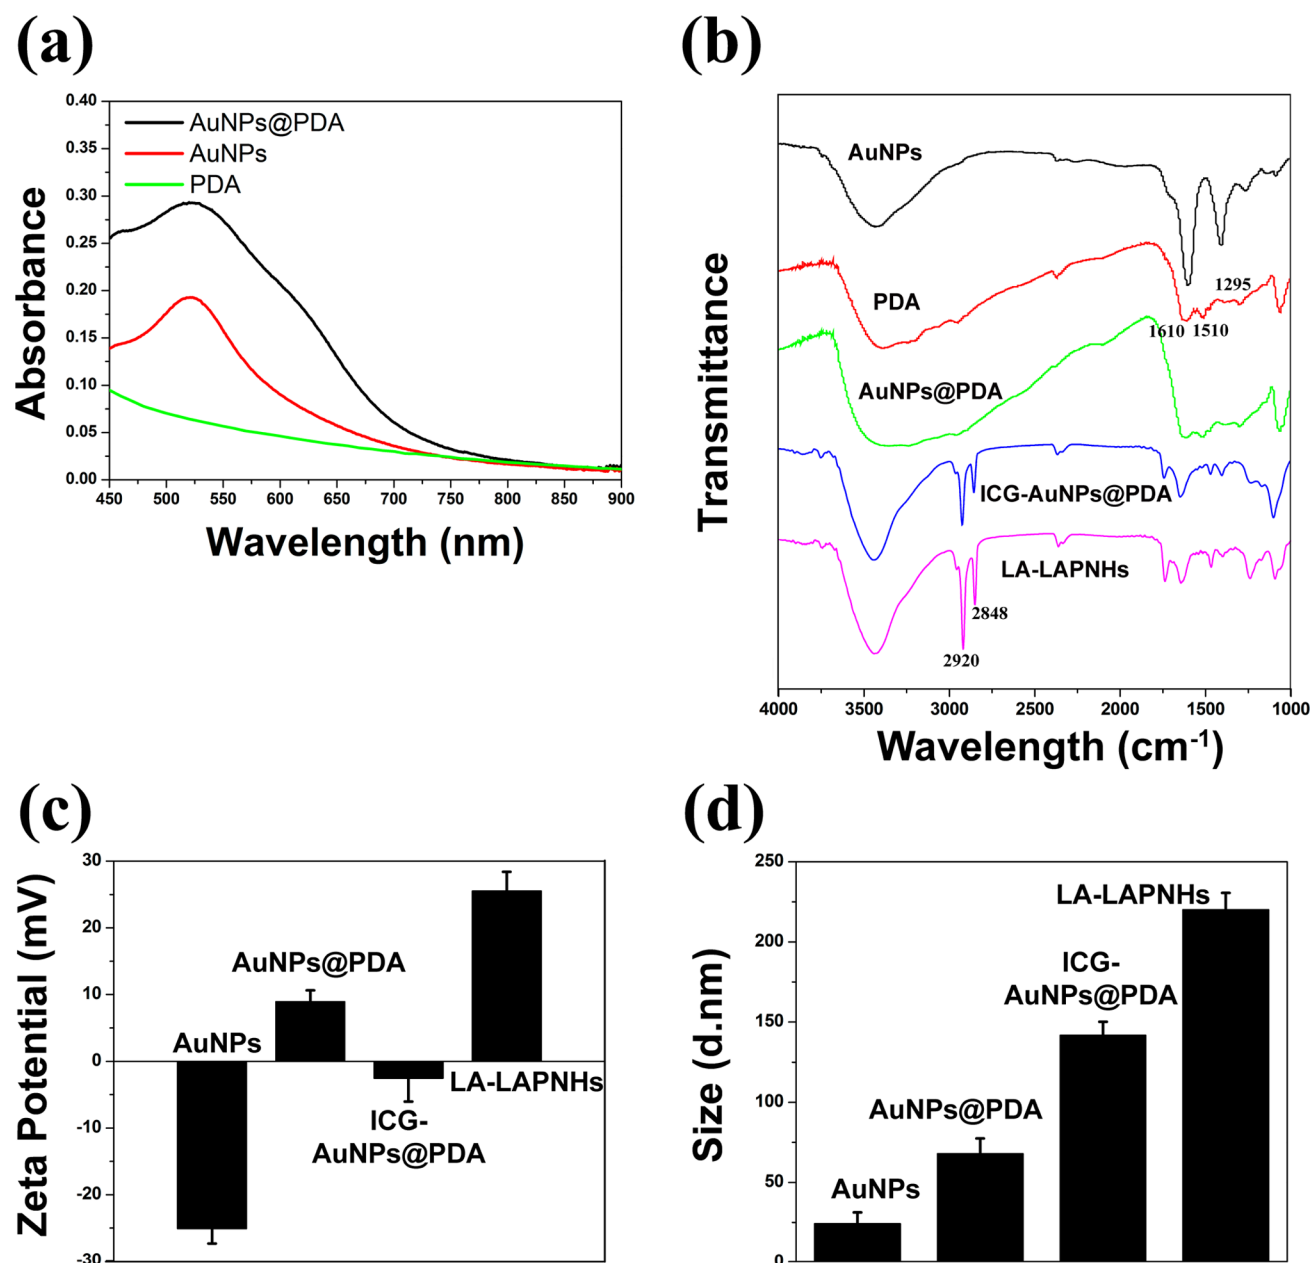 (a)
0.40
0.35
0.30
0.25
0.20
0.15
0.10
0.05
0.00
Absorbance
AuNPs@PDA
AuNPs
PDA
450 500 550 600 650 700 750 800 850 900
Wavelength (nm)
(b)
Transmittance
AuNPs
PDA
1295
1610 1510
AuNPs@PDA
ICG-AuNPs@PDA
LA-LAPNHs
2848
2920
4000 3500 3000 2500 2000 1500 1000
Wavelength (cm⁻¹)
(c)
30
20
10
0
-10
-20
-30
Zeta Potential (mV)
AuNPs
AuNPs@PDA
ICG-
AuNPs@PDA
LA-LAPNHs
(d)
250
200
150
100
50
0
Size (d.nm)
AuNPs
AuNPs@PDA
ICG-
AuNPs@PDA
LA-LAPNHs